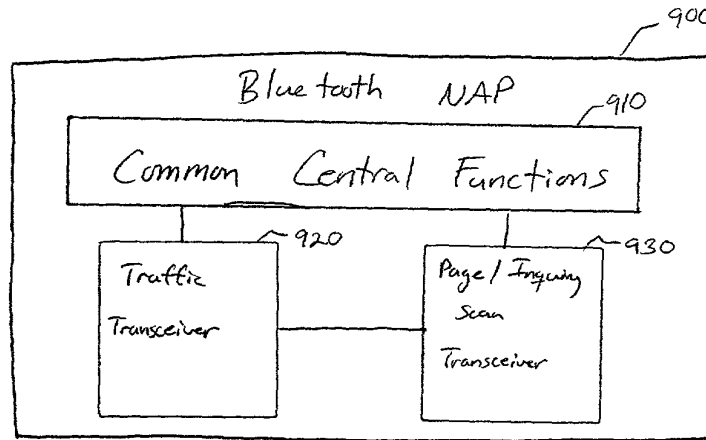 900
Bluetooth NAP
910
Common Central Functions
920
930
Traffic
Transceiver
Page / Inquiry
Scan
Transceiver